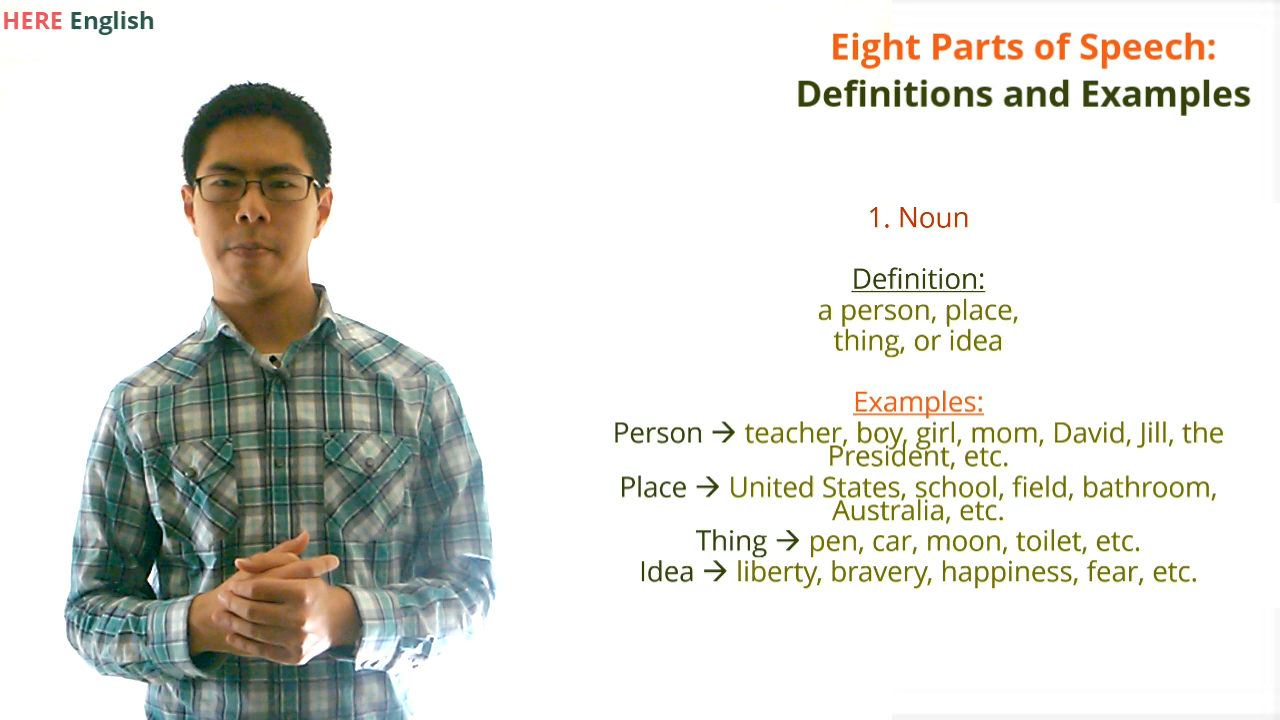 HERE English
Eight Parts of Speech:
Definitions and Examples
1. Noun
Definition:
a person, place,
thing, or idea
Examples:
Person → teacher, boy, girl, mom, David, Jill, the
President, etc.
Place → United States, school, field, bathroom,
Australia, etc.
Thing → pen, car, moon, toilet, etc.
Idea → liberty, bravery, happiness, fear, etc.